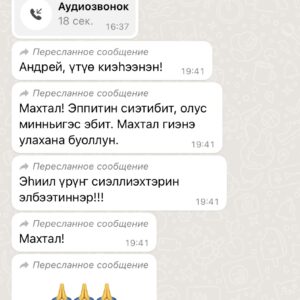 Аудиозвонок
18 сек.
16:37
Пересланное сообщение
Андрей, үтүө киэһээнэн!
19:41
Пересланное сообщение
Махтал! Эппитин сиэтибит, олус
минньигэс эбит. Махтал гиэнэ
улахана буоллун.
19:41
Пересланное сообщение
Эһиил үрүҥ сиэллиэхтэрин
элбээтиннэр!!!
19:41
Пересланное сообщение
Махтал!
19:41
Пересланное сообщение
🙏🙏🙏